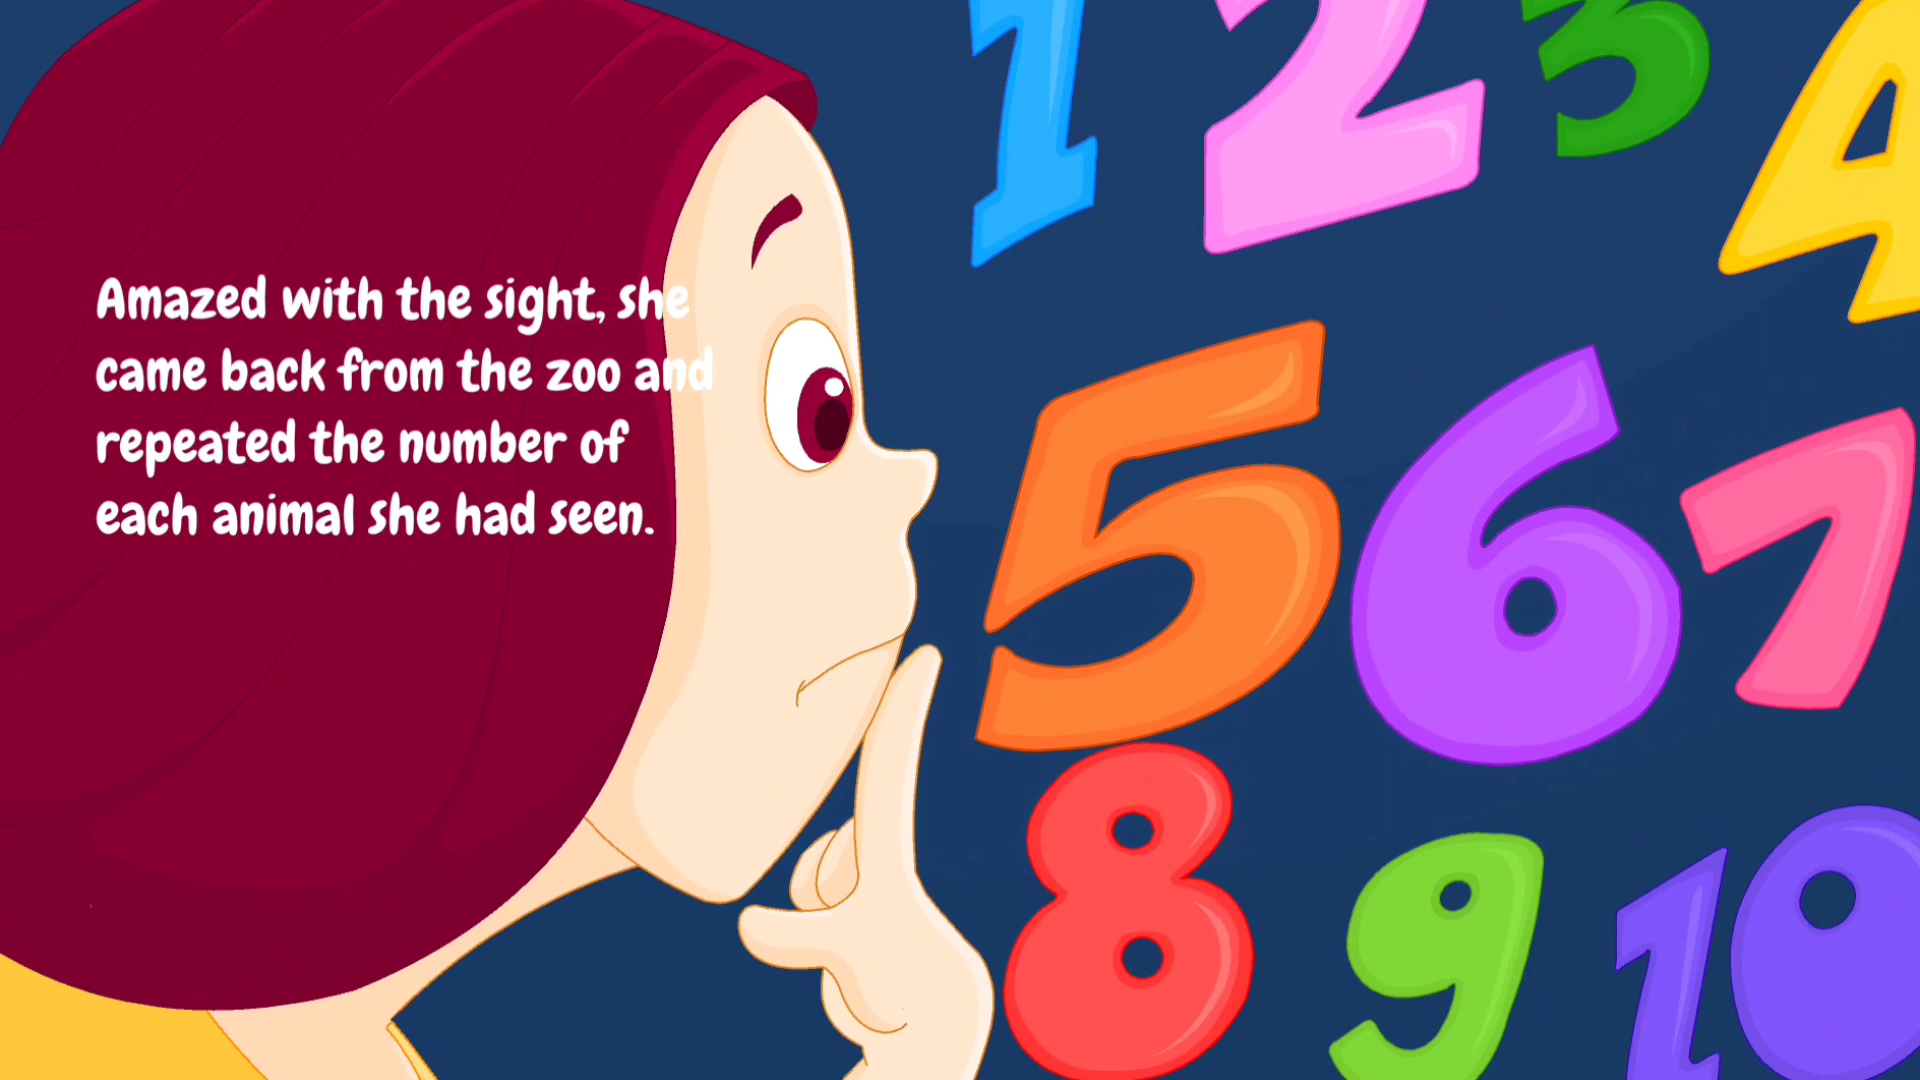 Amazed with the sight, she
came back from the zoo and
repeated the number of
each animal she had seen.
1 2 3 4
5 6 7
8 9 10